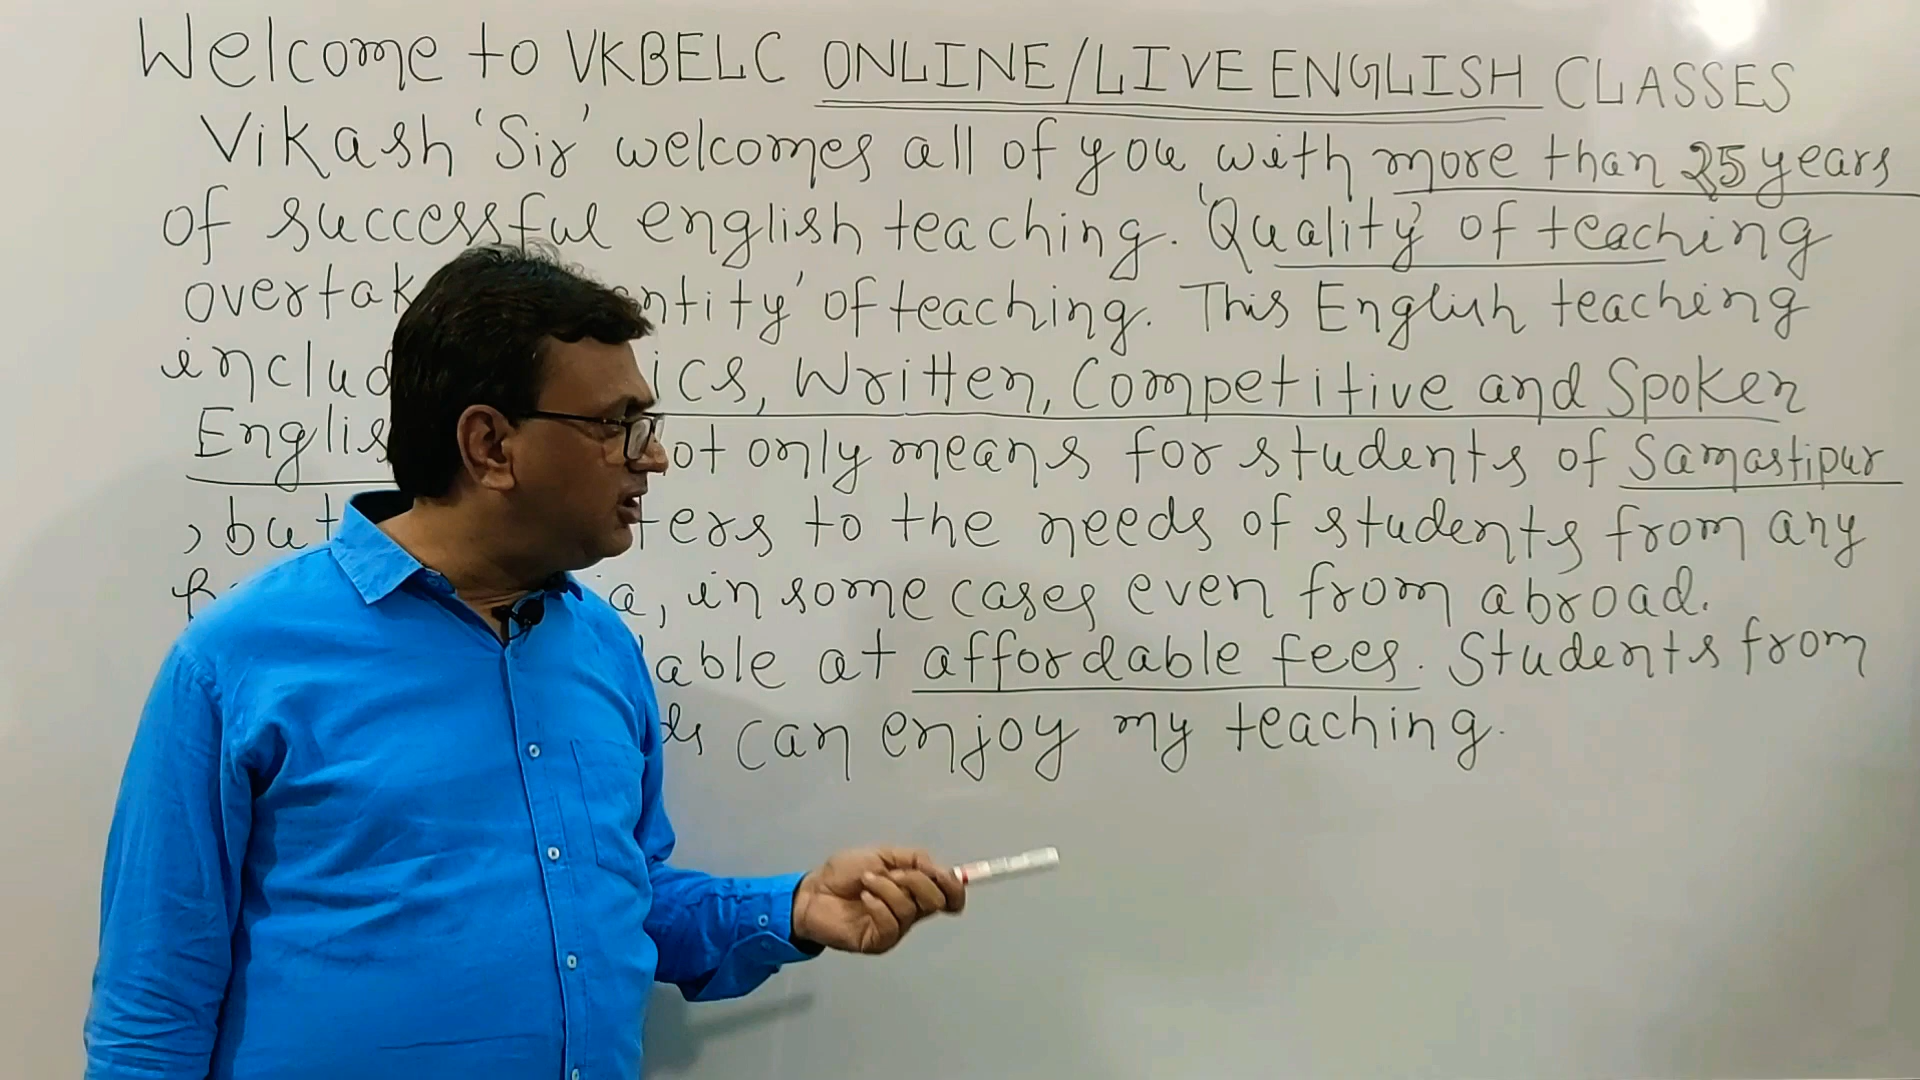 Welcome to VKBELC ONLINE/LIVE ENGLISH CLASSES
Vikash 'Sir' welcomes all of you with more than 25 years
of successful english teaching. 'Quality' of teaching
overtak ntity' of teaching. This English teaching
includ ics, Written, Competitive and Spoken
Englis ot only means for students of Samastipur
, but ters to the needs of students from any
a, in some cases even from abroad.
able at affordable fees. Students from
ds can enjoy my teaching.